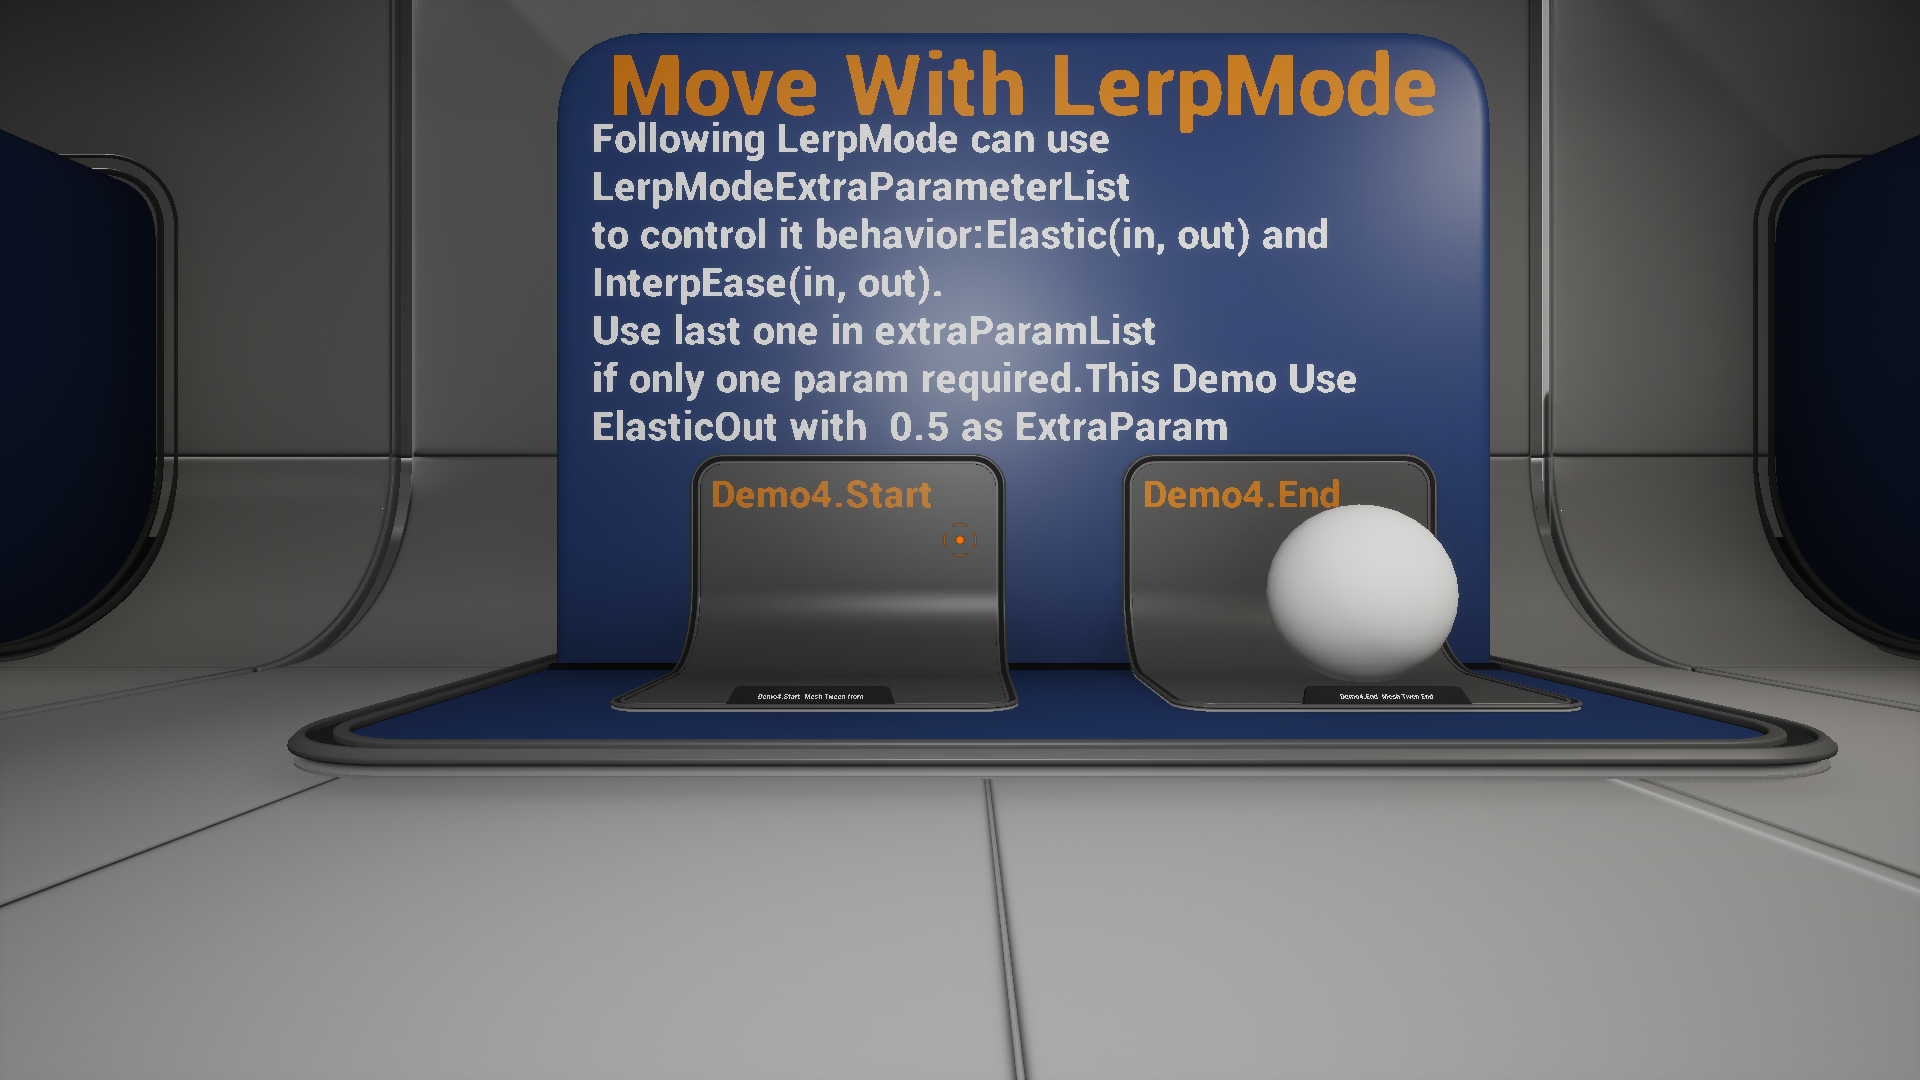 Move With LerpMode
Following LerpMode can use
LerpModeExtraParameterList
to control it behavior:Elastic(in, out) and
InterpEase(in, out).
Use last one in extraParamList
if only one param required.This Demo Use
ElasticOut with  0.5 as ExtraParam
Demo4.Start
Demo4.End
Demo4.Start  Mesh Tween from
Demo4.End  Mesh Twen End